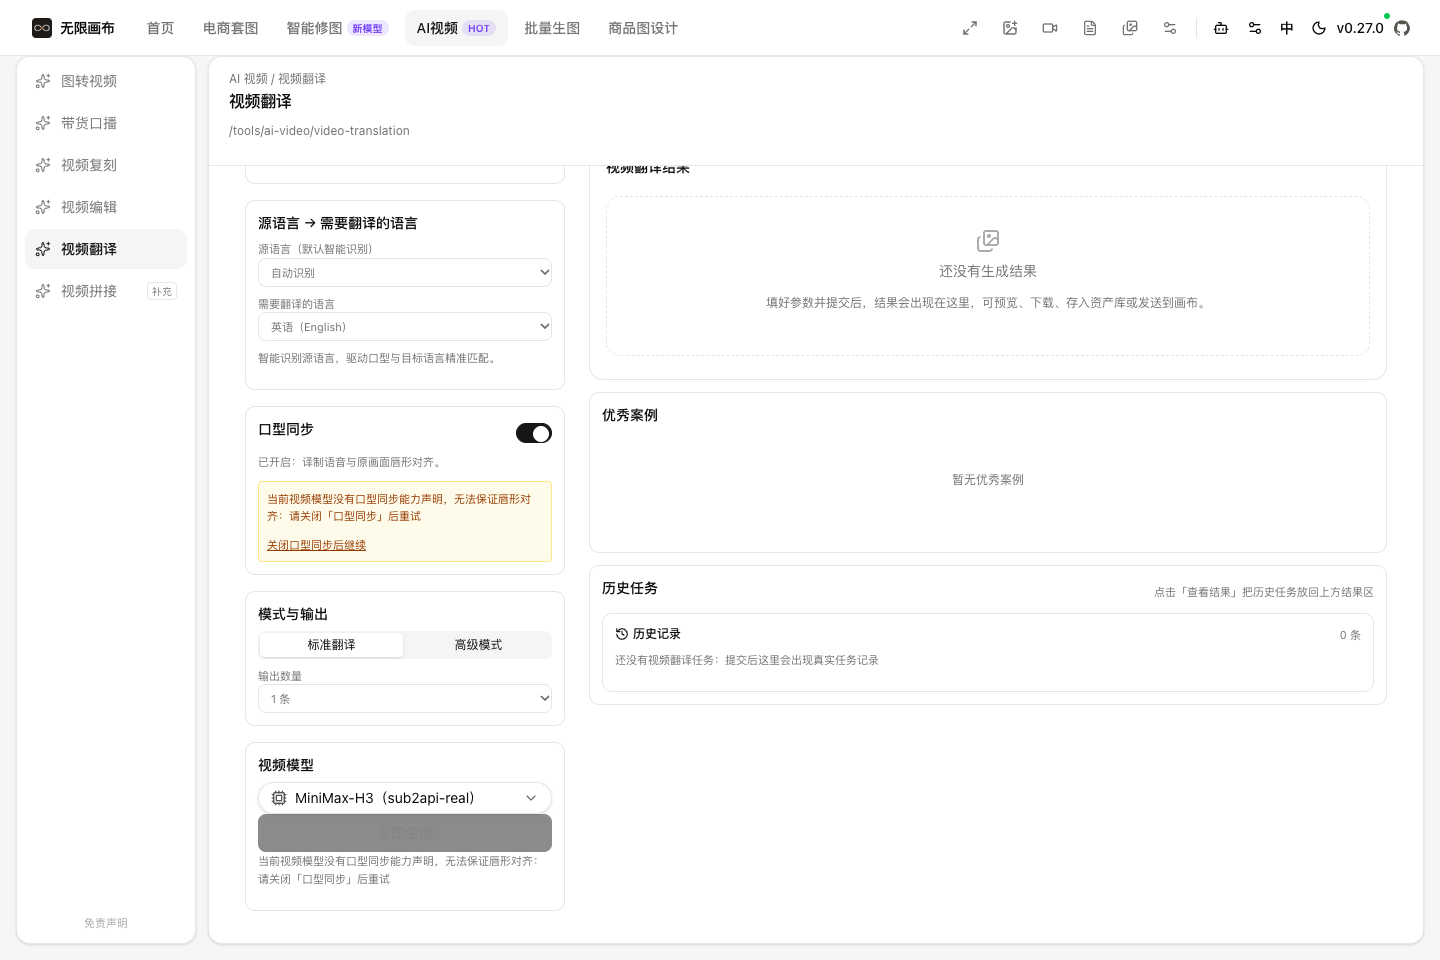 无限画布
首页
电商套图
智能修图 新模型
AI视频 HOT
批量生图
商品图设计
中
v0.27.0
图转视频
带货口播
视频复刻
视频编辑
视频翻译
视频拼接 补充
免责声明
AI 视频 / 视频翻译
视频翻译
/tools/ai-video/video-translation
源语言 → 需要翻译的语言
源语言（默认智能识别）
自动识别
需要翻译的语言
英语（English）
智能识别源语言，驱动口型与目标语言精准匹配。
口型同步
已开启：译制语音与原画面唇形对齐。
当前视频模型没有口型同步能力声明，无法保证唇形对
齐：请关闭「口型同步」后重试
关闭口型同步后继续
模式与输出
标准翻译
高级模式
输出数量
1 条
视频模型
MiniMax-H3（sub2api-real）
立即生成
当前视频模型没有口型同步能力声明，无法保证唇形对齐：
请关闭「口型同步」后重试
视频翻译结果
还没有生成结果
填好参数并提交后，结果会出现在这里，可预览、下载、存入资产库或发送到画布。
优秀案例
暂无优秀案例
历史任务
点击「查看结果」把历史任务放回上方结果区
历史记录
0 条
还没有视频翻译任务：提交后这里会出现真实任务记录